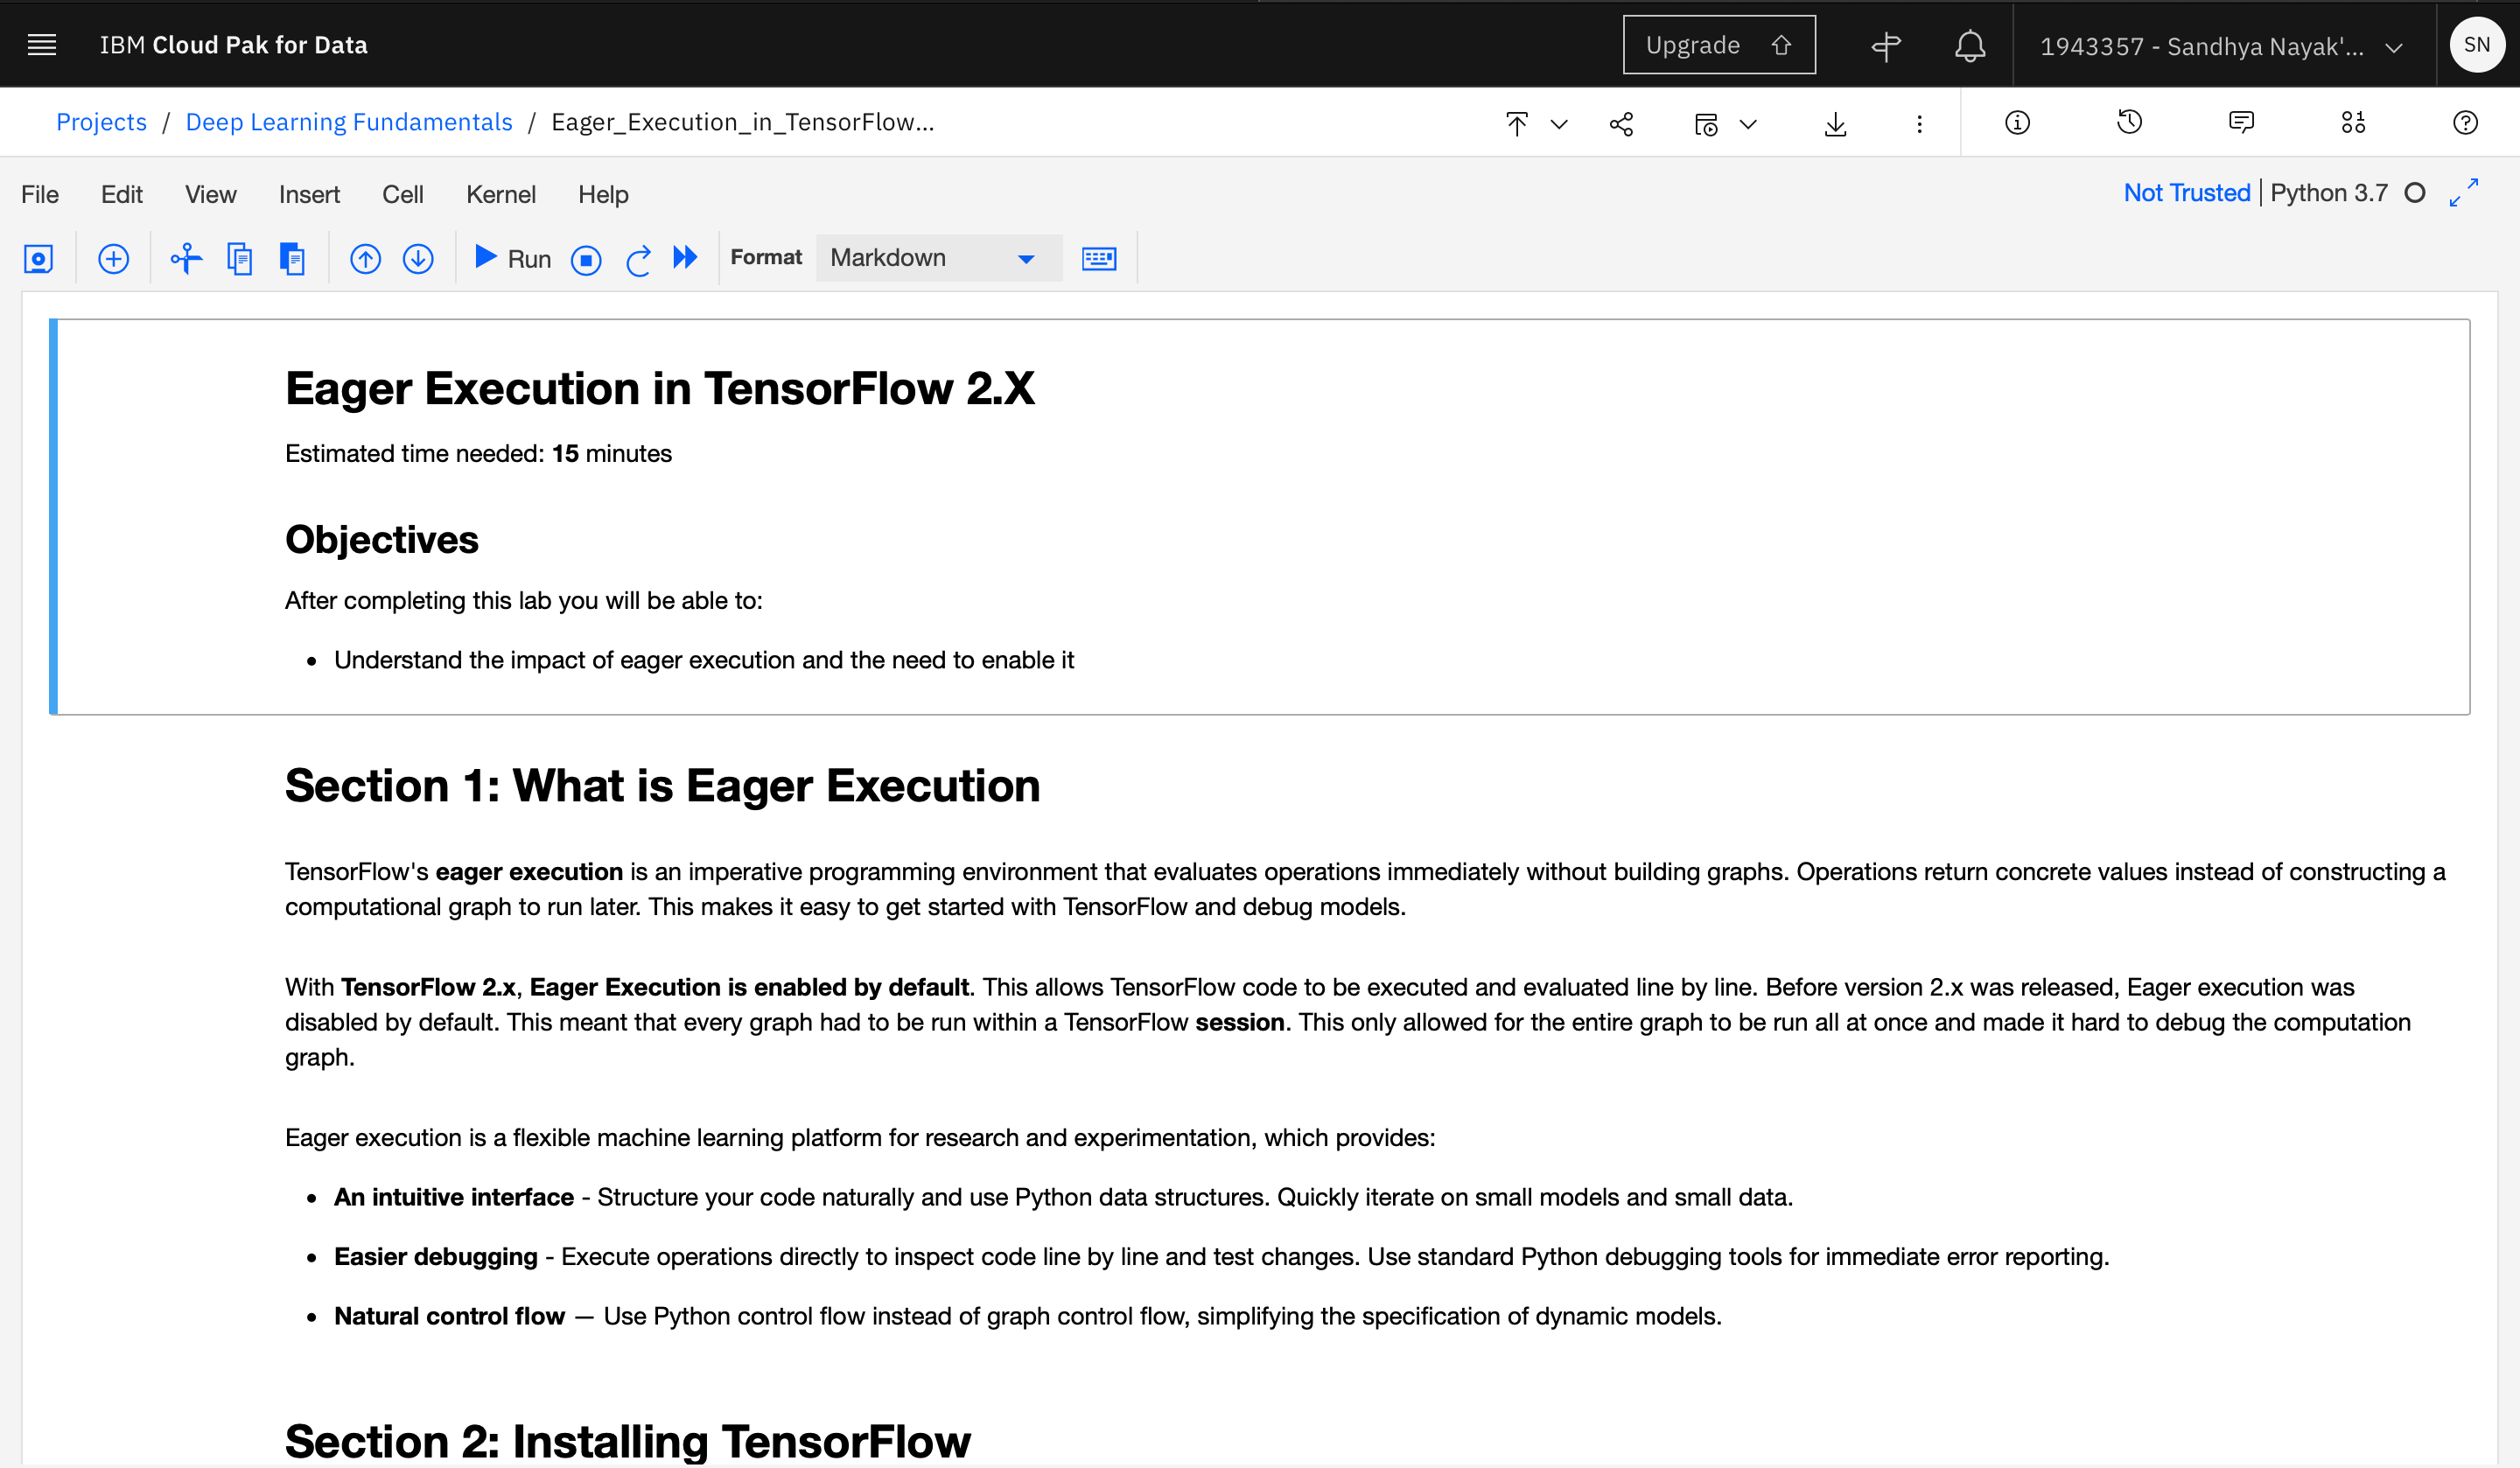 IBM Cloud Pak for Data
Upgrade
1943357 - Sandhya Nayak'...
SN
Projects / Deep Learning Fundamentals / Eager_Execution_in_TensorFlow...
File Edit View Insert Cell Kernel Help
Not Trusted | Python 3.7
Run
Format
Markdown
Eager Execution in TensorFlow 2.X
Estimated time needed: 15 minutes
Objectives
After completing this lab you will be able to:
• Understand the impact of eager execution and the need to enable it
Section 1: What is Eager Execution
TensorFlow's eager execution is an imperative programming environment that evaluates operations immediately without building graphs. Operations return concrete values instead of constructing a
computational graph to run later. This makes it easy to get started with TensorFlow and debug models.
With TensorFlow 2.x, Eager Execution is enabled by default. This allows TensorFlow code to be executed and evaluated line by line. Before version 2.x was released, Eager execution was
disabled by default. This meant that every graph had to be run within a TensorFlow session. This only allowed for the entire graph to be run all at once and made it hard to debug the computation
graph.
Eager execution is a flexible machine learning platform for research and experimentation, which provides:
• An intuitive interface - Structure your code naturally and use Python data structures. Quickly iterate on small models and small data.
• Easier debugging - Execute operations directly to inspect code line by line and test changes. Use standard Python debugging tools for immediate error reporting.
• Natural control flow — Use Python control flow instead of graph control flow, simplifying the specification of dynamic models.
Section 2: Installing TensorFlow